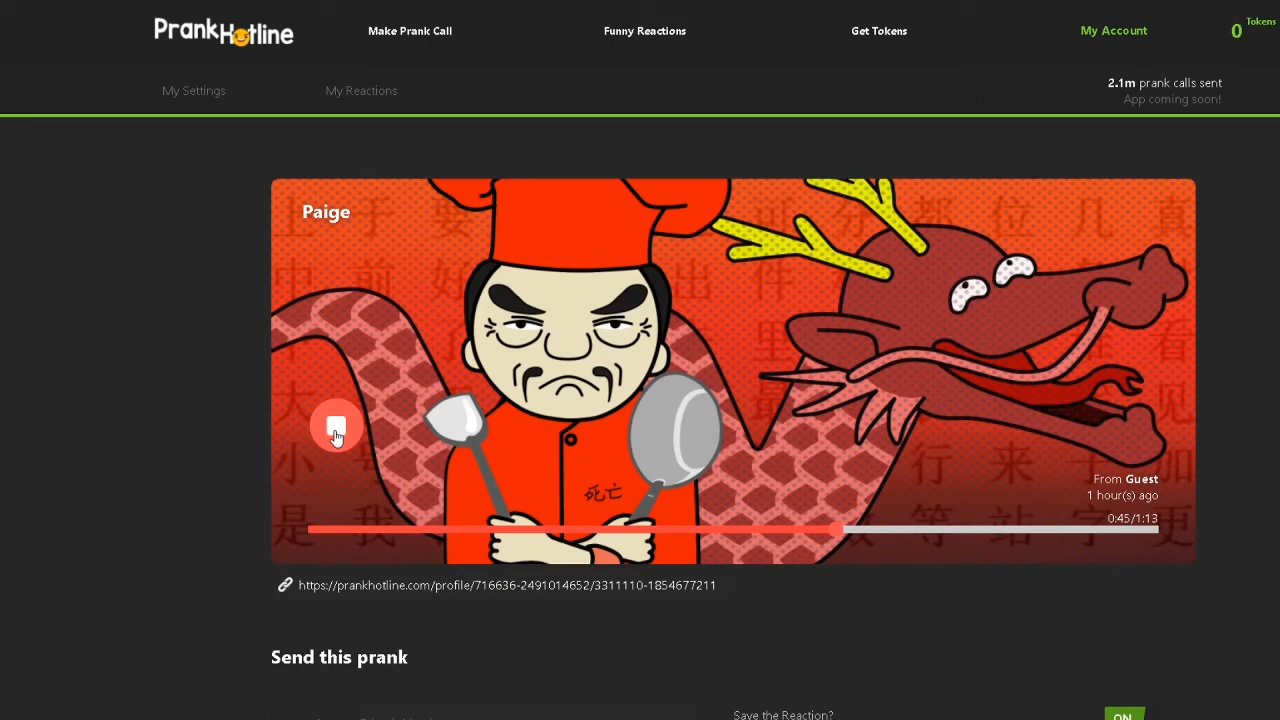 PrankHotline
Make Prank Call
Funny Reactions
Get Tokens
My Account
0
Tokens
My Settings
My Reactions
2.1m prank calls sent
App coming soon!
Paige
死亡
From Guest
1 hour(s) ago
0:45/1:13
https://prankhotline.com/profile/716636-2491014652/3311110-1854677211
Send this prank
Save the Reaction?
ON